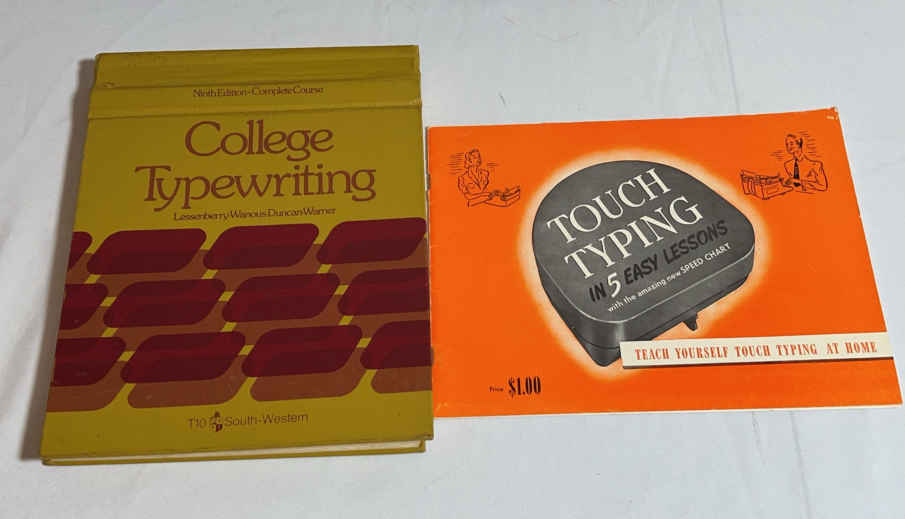 Ninth Edition • Complete Course
College
Typewriting
Lessenberry Wanous Duncan Warner
T10 South-Western
TOUCH
TYPING
IN 5 EASY LESSONS
with the amazing new SPEED CHART
TEACH YOURSELF TOUCH TYPING AT HOME
Price $1.00